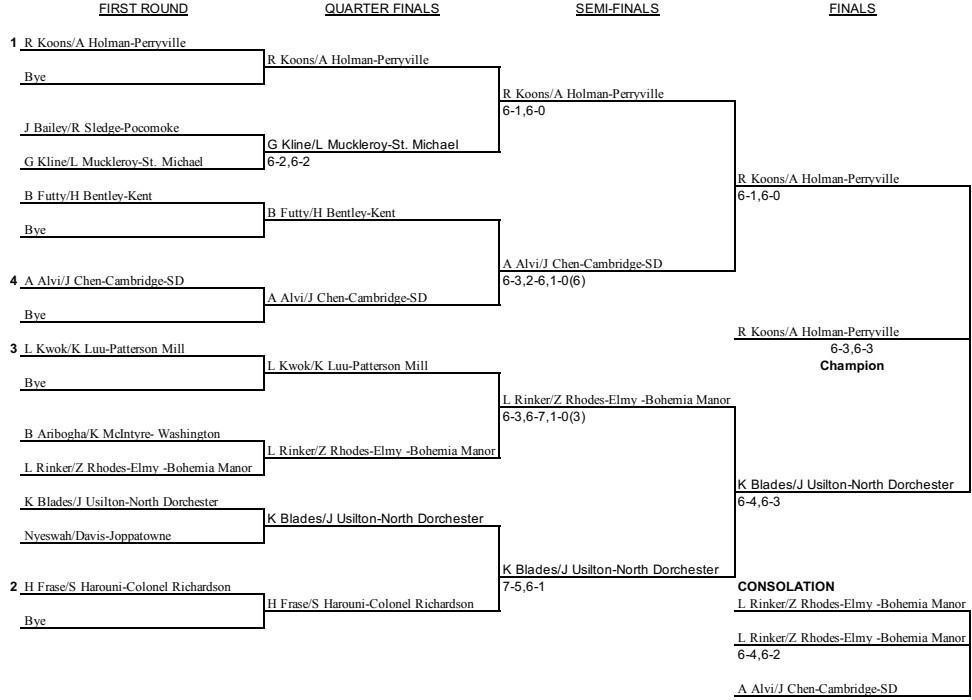 FIRST ROUND
QUARTER FINALS
SEMI-FINALS
FINALS
1 R Koons/A Holman-Perryville
R Koons/A Holman-Perryville
Bye
R Koons/A Holman-Perryville
6-1,6-0
J Bailey/R Sledge-Pocomoke
G Kline/L Muckleroy-St. Michael
6-2,6-2
G Kline/L Muckleroy-St. Michael
R Koons/A Holman-Perryville
6-1,6-0
B Futty/H Bentley-Kent
B Futty/H Bentley-Kent
Bye
A Alvi/J Chen-Cambridge-SD
6-3,2-6,1-0(6)
4 A Alvi/J Chen-Cambridge-SD
A Alvi/J Chen-Cambridge-SD
Bye
R Koons/A Holman-Perryville
6-3,6-3
Champion
3 L Kwok/K Luu-Patterson Mill
L Kwok/K Luu-Patterson Mill
Bye
L Rinker/Z Rhodes-Elmy -Bohemia Manor
6-3,6-7,1-0(3)
B Aribogha/K McIntyre- Washington
L Rinker/Z Rhodes-Elmy -Bohemia Manor
L Rinker/Z Rhodes-Elmy -Bohemia Manor
K Blades/J Usilton-North Dorchester
6-4,6-3
K Blades/J Usilton-North Dorchester
K Blades/J Usilton-North Dorchester
Nyeswah/Davis-Joppatowne
K Blades/J Usilton-North Dorchester
7-5,6-1
2 H Frase/S Harouni-Colonel Richardson
H Frase/S Harouni-Colonel Richardson
Bye
CONSOLATION
L Rinker/Z Rhodes-Elmy -Bohemia Manor
L Rinker/Z Rhodes-Elmy -Bohemia Manor
6-4,6-2
A Alvi/J Chen-Cambridge-SD